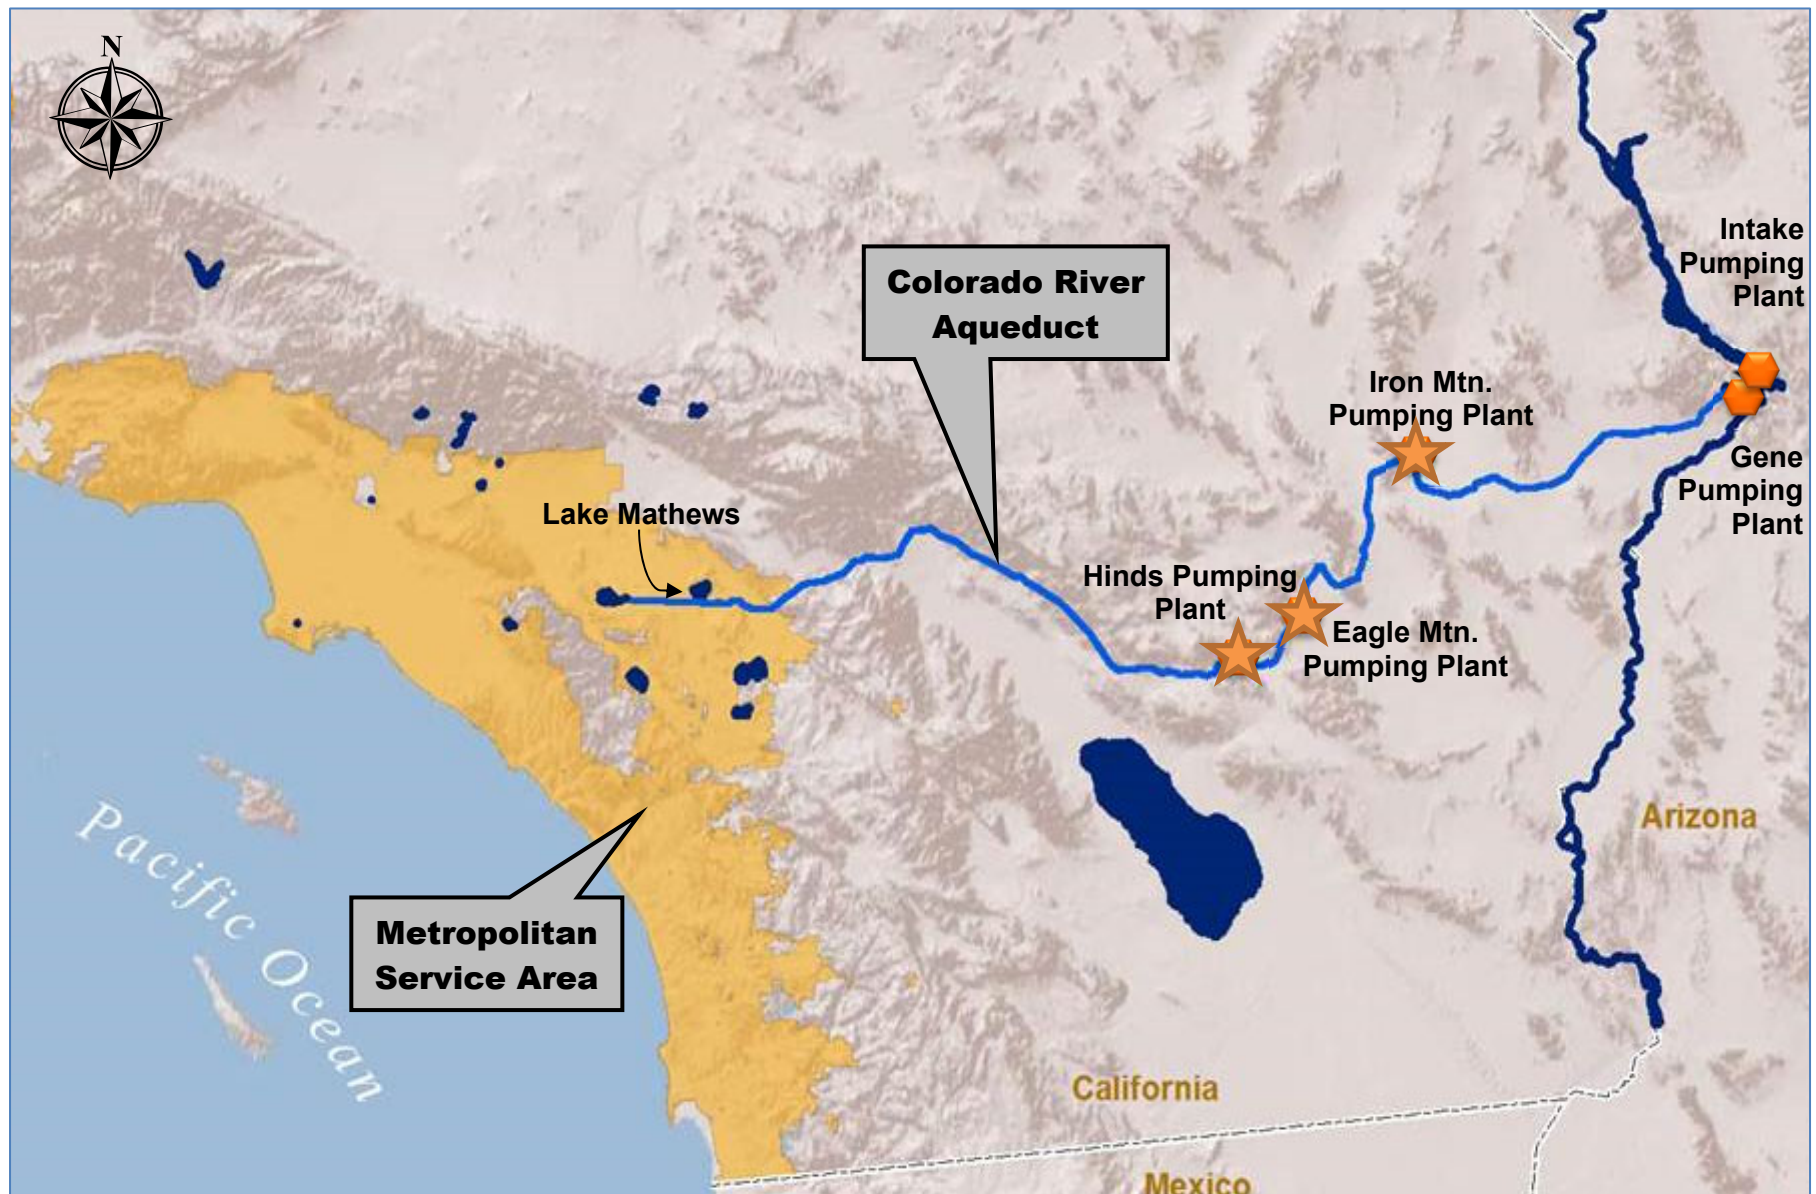 N
Intake
Pumping
Plant
Colorado River
Aqueduct
Iron Mtn.
Pumping Plant
Gene
Pumping
Plant
Lake Mathews
Hinds Pumping
Plant
Eagle Mtn.
Pumping Plant
Arizona
Pacific Ocean
Metropolitan
Service Area
California
Mexico